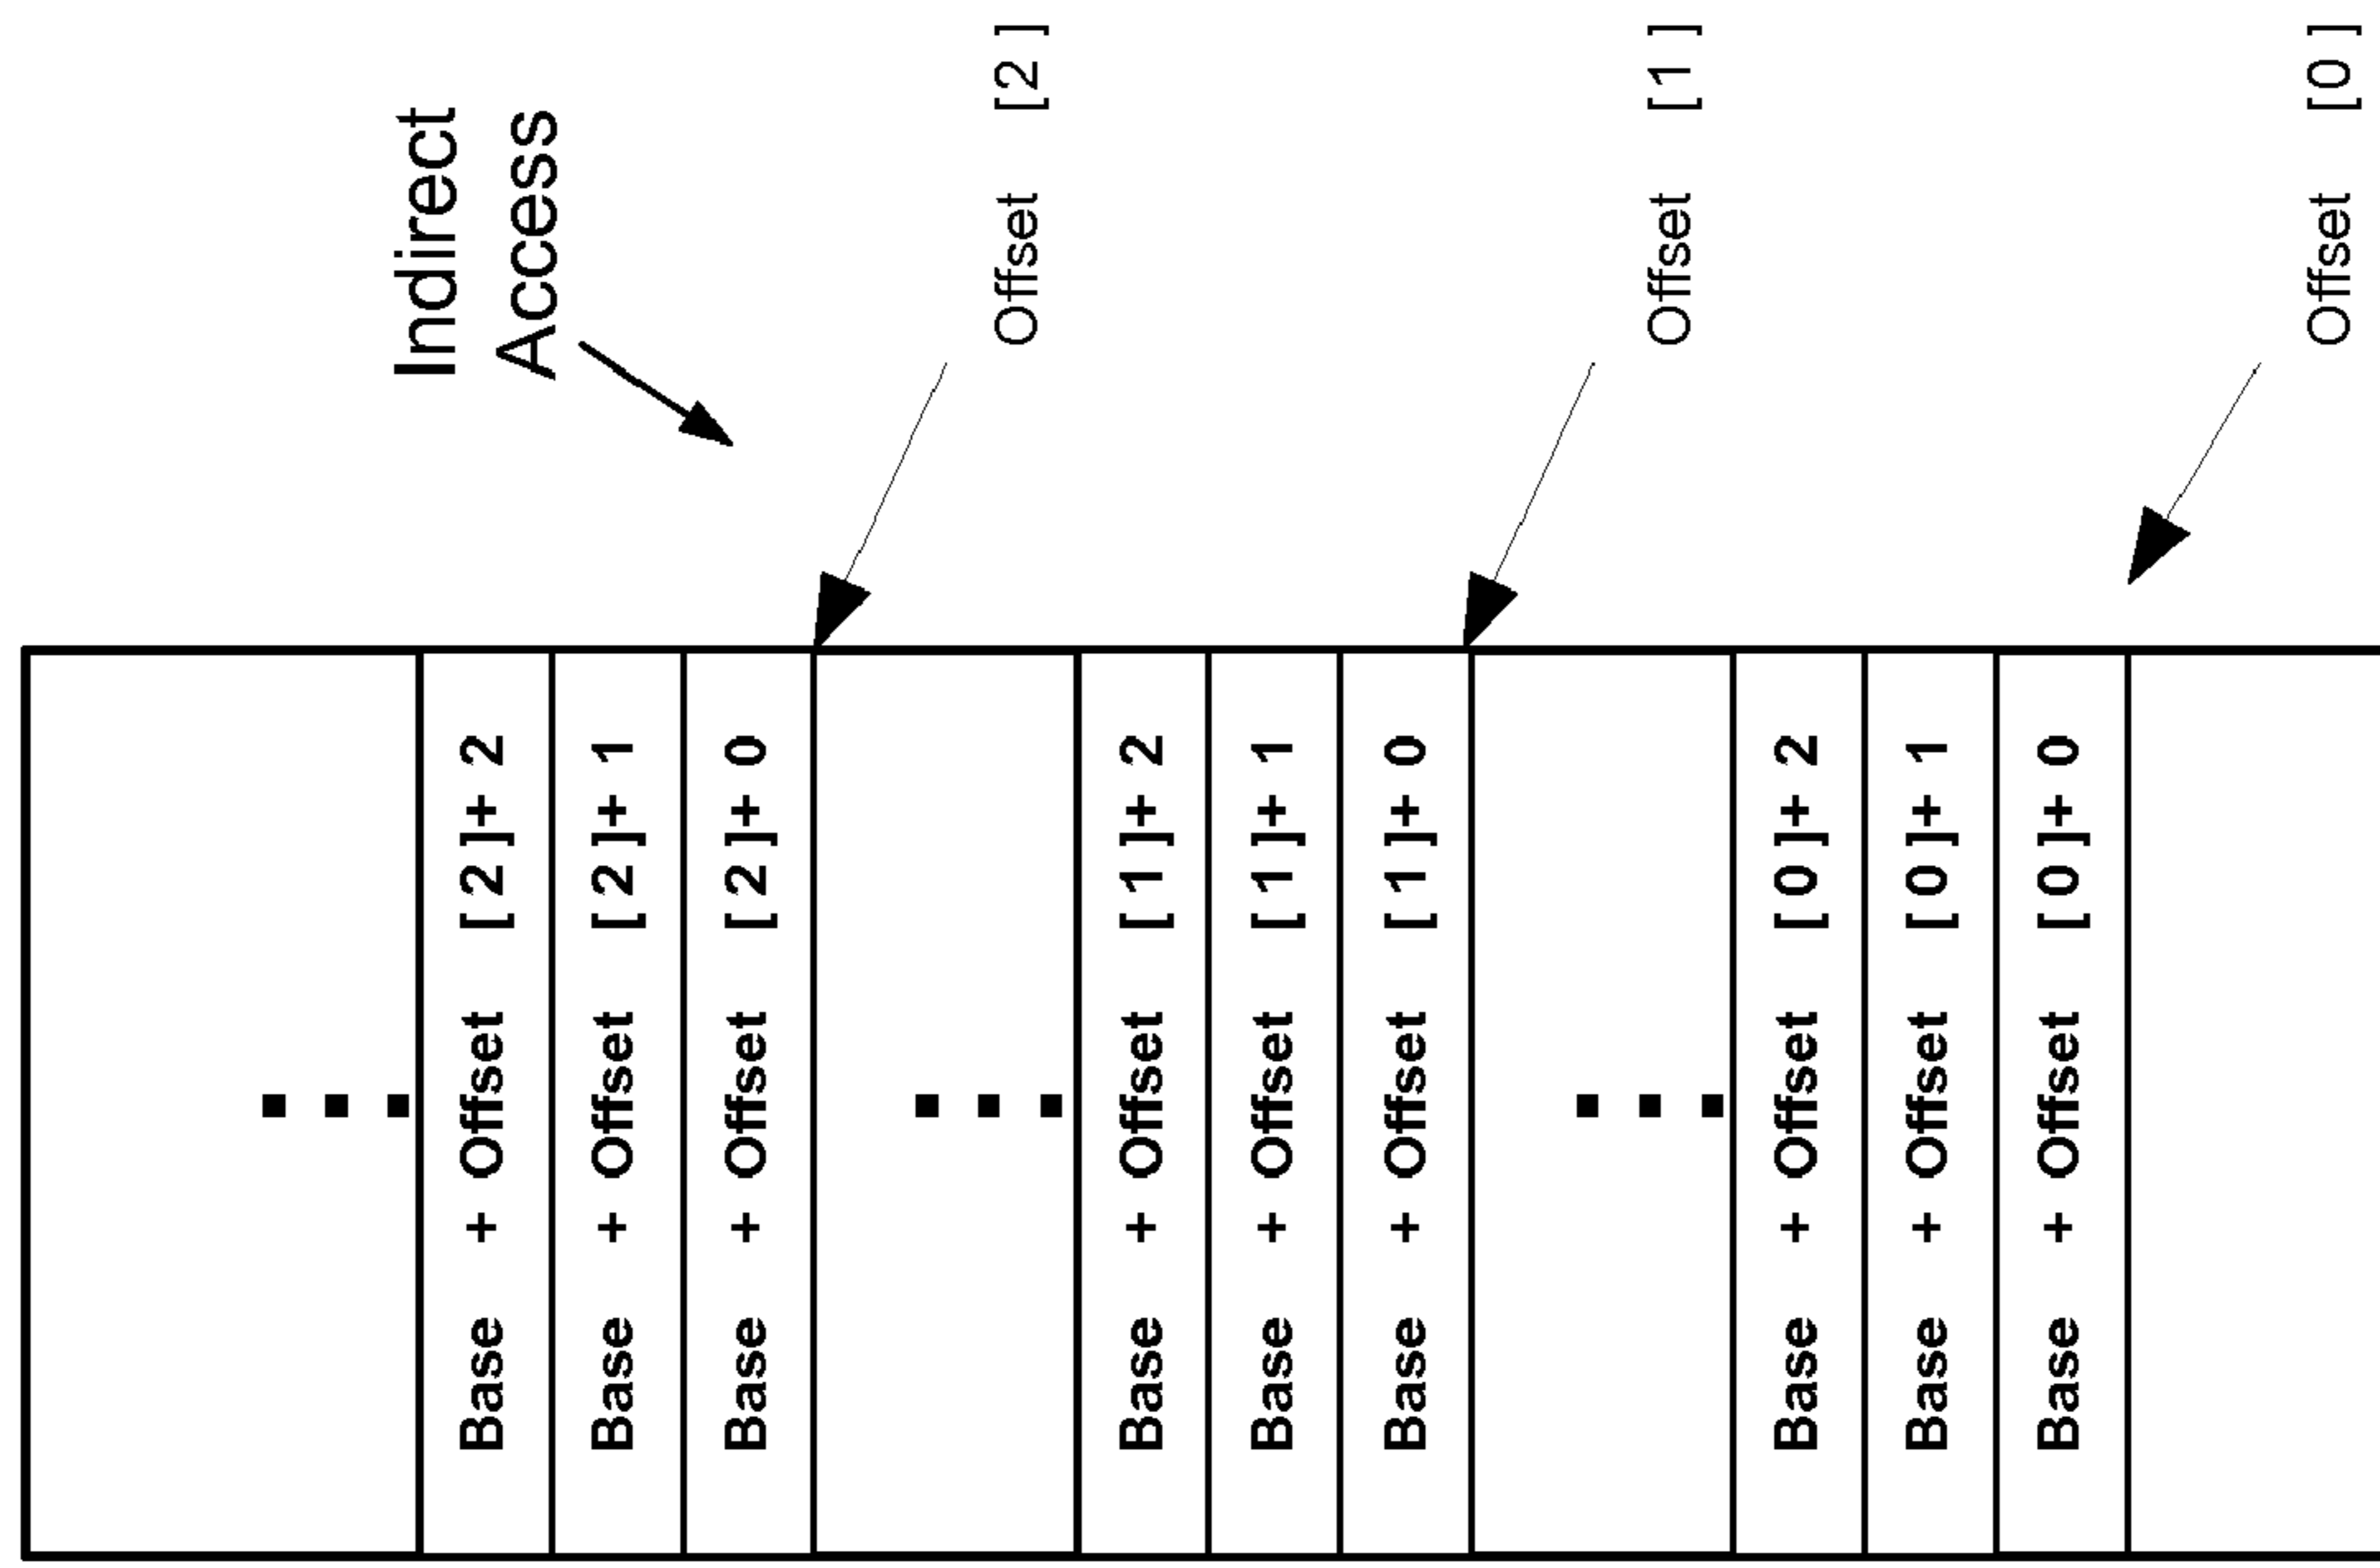 Indirect
Access
Base + Offset [2]+ 2
Base + Offset [2]+ 1
Base + Offset [2]+ 0
Offset [2]
Base + Offset [1]+ 2
Base + Offset [1]+ 1
Base + Offset [1]+ 0
Offset [1]
Base + Offset [0]+ 2
Base + Offset [0]+ 1
Base + Offset [0]+ 0
Offset [0]